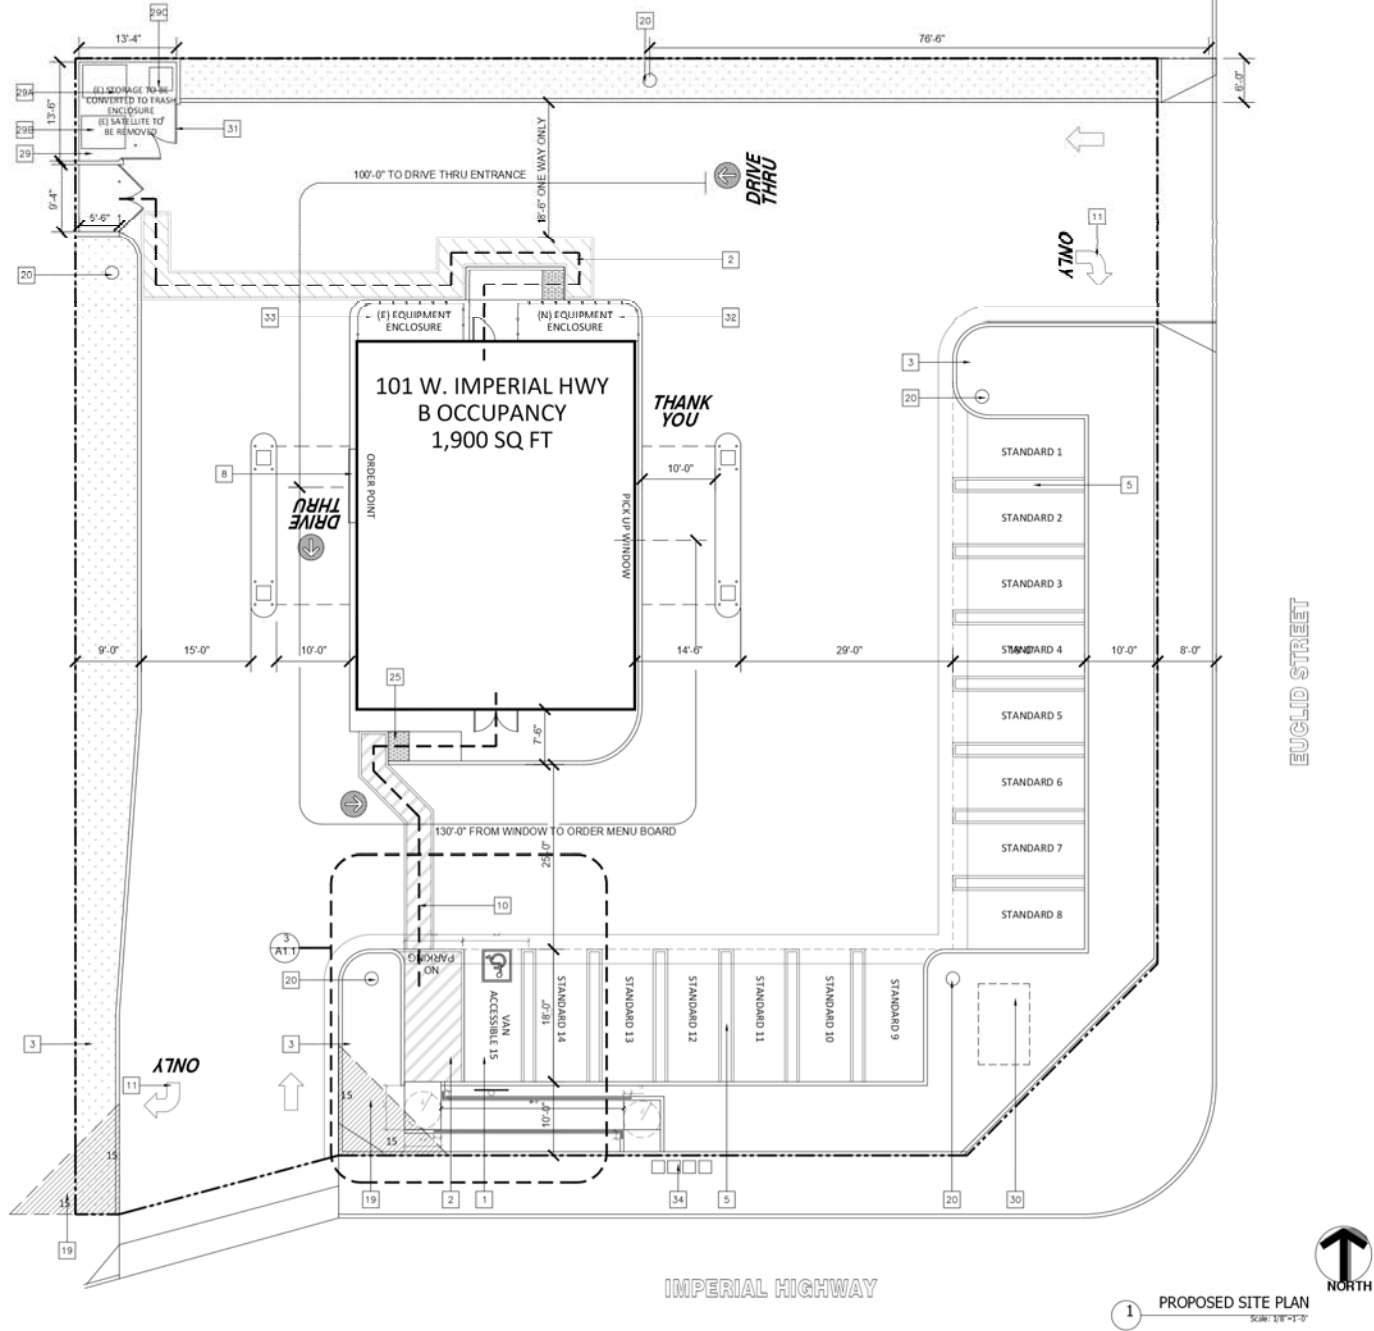 29C
20
13'-4"
76'-6"
6'-0"
29A
(E) STORAGE TO BE
CONVERTED TO TRASH
ENCLOSURE
(E) SATELLITE TO
BE REMOVED
13'-6"
29B
29
31
18'-6" ONE WAY ONLY
100'-0" TO DRIVE THRU ENTRANCE
DRIVE
THRU
9'-4"
5'-6"
11
ONLY
20
2
33
(E) EQUIPMENT
ENCLOSURE
(N) EQUIPMENT
ENCLOSURE
32
101 W. IMPERIAL HWY
B OCCUPANCY
1,900 SQ FT
THANK
YOU
3
20
8
ORDER POINT
10'-0"
STANDARD 1
5
DRIVE
THRU
PICK UP WINDOW
STANDARD 2
STANDARD 3
9'-0"
15'-0"
10'-0"
14'-6"
29'-0"
STANDARD 4
10'-0"
8'-0"
EUCLID STREET
25
STANDARD 5
7'-6"
STANDARD 6
130'-0" FROM WINDOW TO ORDER MENU BOARD
STANDARD 7
10
STANDARD 8
3
A1.1
NO
PARKING
20
VAN
ACCESSIBLE 15
18'-0"
STANDARD 14
STANDARD 13
STANDARD 12
STANDARD 11
STANDARD 10
STANDARD 9
3
3
ONLY
11
15
15
10'-0"
15
15
19
2
1
34
5
20
30
19
IMPERIAL HIGHWAY
NORTH
1
PROPOSED SITE PLAN
Scale: 1/8"=1'-0"